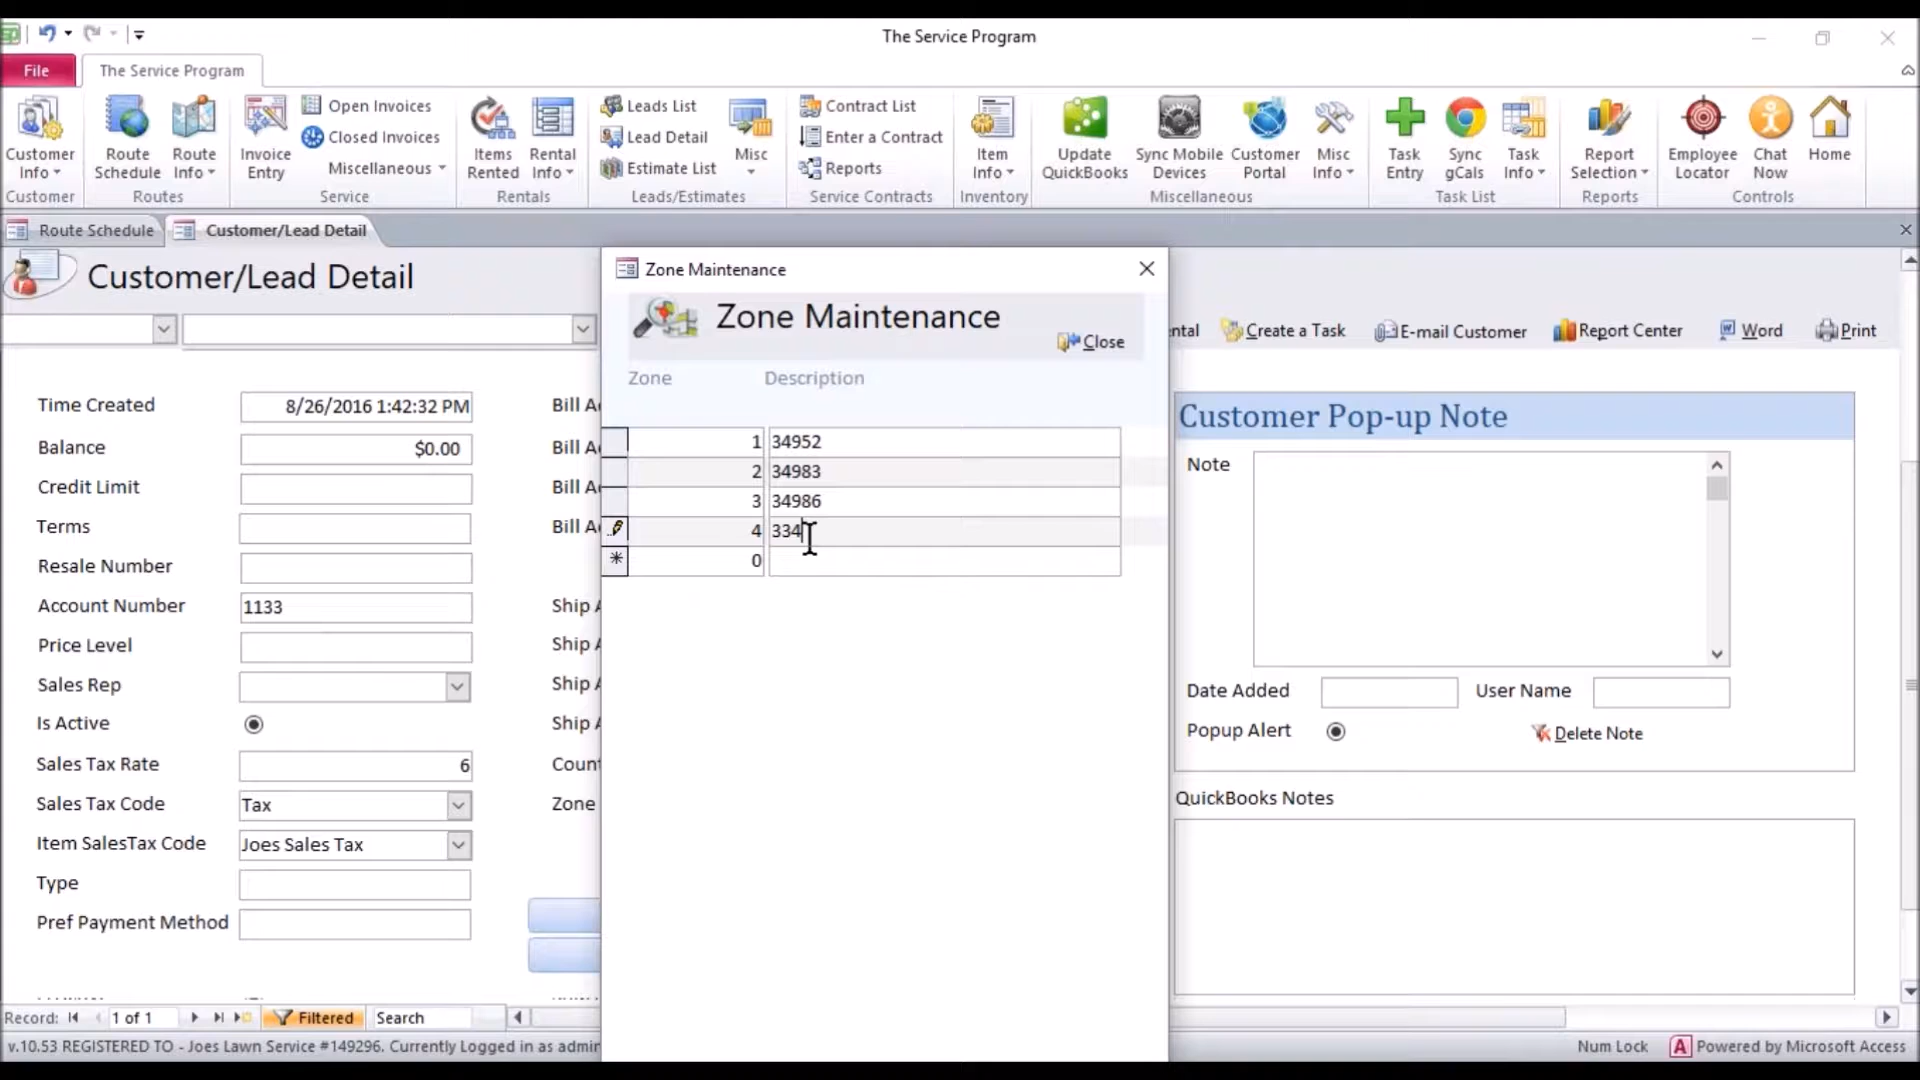 The Service Program
File
The Service Program
Customer Info
Route Schedule
Route Info
Invoice Entry
Open Invoices
Closed Invoices
Miscellaneous
Items Rented
Rental Info
Leads List
Lead Detail
Estimate List
Misc
Contract List
Enter a Contract
Reports
Item Info
Update QuickBooks
Sync Mobile Devices
Customer Portal
Misc Info
Task Entry
Sync gCals
Task Info
Report Selection
Employee Locator
Chat Now
Home
Customer
Routes
Service
Rentals
Leads/Estimates
Service Contracts
Inventory
Miscellaneous
Task List
Reports
Controls
Route Schedule
Customer/Lead Detail
Customer/Lead Detail
Zone Maintenance
Zone Maintenance
Close
Zone Description
1 34952
2 34983
3 34986
4 334
0
ntal
Create a Task
E-mail Customer
Report Center
Word
Print
Time Created 8/26/2016 1:42:32 PM
Balance $0.00
Credit Limit
Terms
Resale Number
Account Number 1133
Price Level
Sales Rep
Is Active
Sales Tax Rate 6
Sales Tax Code Tax
Item SalesTax Code Joes Sales Tax
Type
Pref Payment Method
Bill A
Bill A
Bill A
Bill A
Ship A
Ship A
Ship A
Ship A
Count
Zone
Customer Pop-up Note
Note
Date Added
User Name
Popup Alert
Delete Note
QuickBooks Notes
Record: 1 of 1 Filtered Search
v.10.53 REGISTERED TO - Joes Lawn Service #149296. Currently Logged in as admin
Num Lock
Powered by Microsoft Access